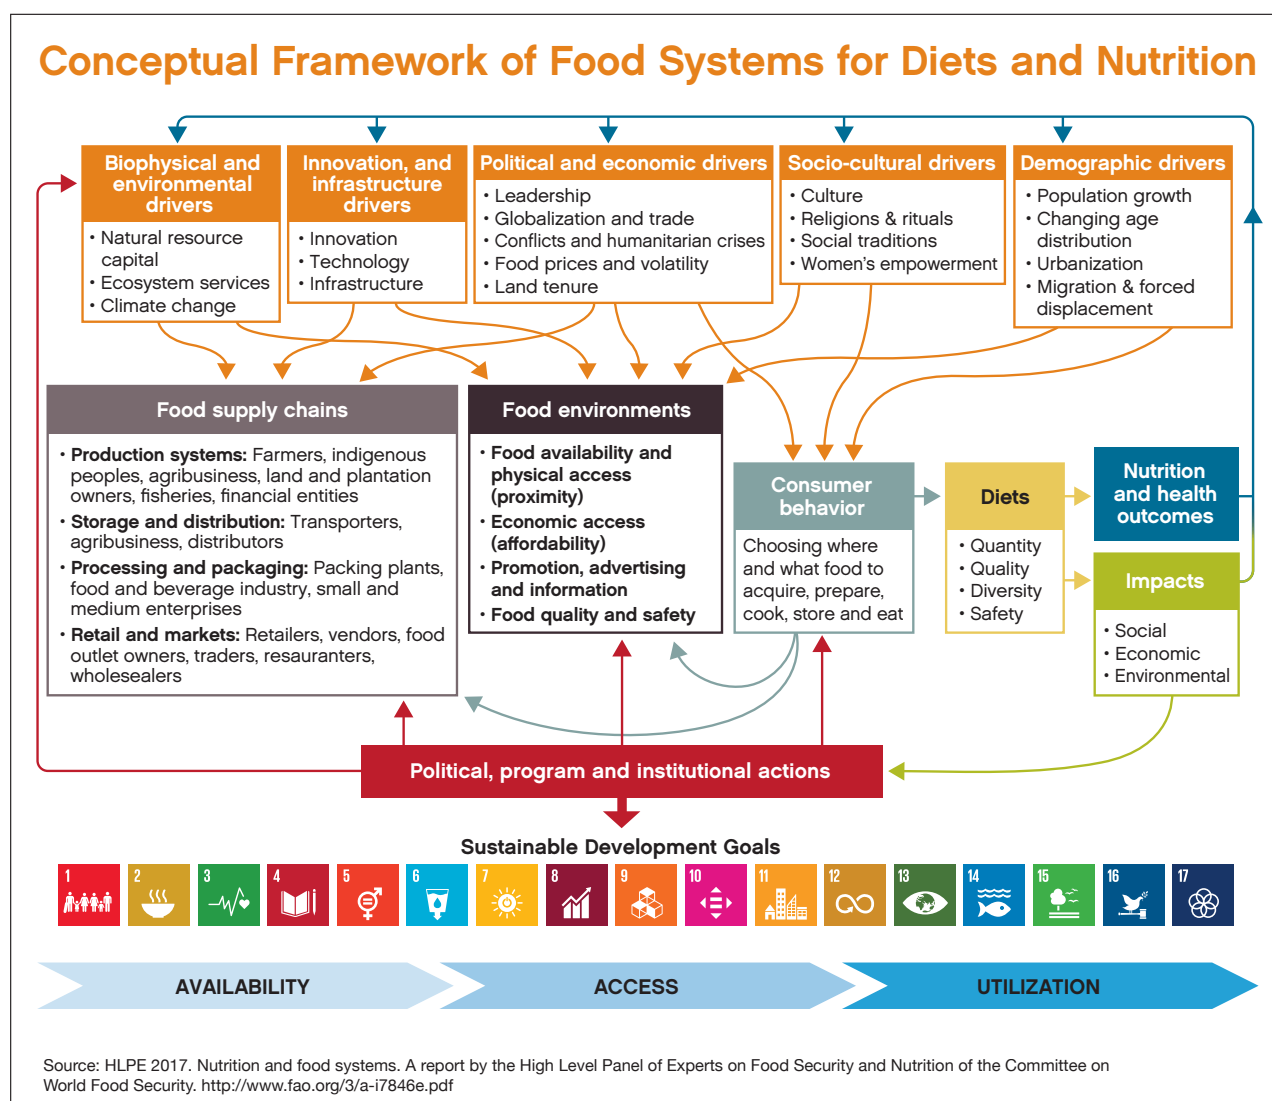 Conceptual Framework of Food Systems for Diets and Nutrition
Biophysical and
environmental
drivers
• Natural resource
capital
• Ecosystem services
• Climate change
Innovation, and
infrastructure
drivers
• Innovation
• Technology
• Infrastructure
Political and economic drivers
• Leadership
• Globalization and trade
• Conflicts and humanitarian crises
• Food prices and volatility
• Land tenure
Socio-cultural drivers
• Culture
• Religions & rituals
• Social traditions
• Women's empowerment
Demographic drivers
• Population growth
• Changing age
distribution
• Urbanization
• Migration & forced
displacement
Food supply chains
• Production systems: Farmers, indigenous
peoples, agribusiness, land and plantation
owners, fisheries, financial entities
• Storage and distribution: Transporters,
agribusiness, distributors
• Processing and packaging: Packing plants,
food and beverage industry, small and
medium enterprises
• Retail and markets: Retailers, vendors, food
outlet owners, traders, resauranters,
wholesealers
Food environments
• Food availability and
physical access
(proximity)
• Economic access
(affordability)
• Promotion, advertising
and information
• Food quality and safety
Consumer
behavior
Choosing where
and what food to
acquire, prepare,
cook, store and eat
Diets
• Quantity
• Quality
• Diversity
• Safety
Nutrition
and health
outcomes
Impacts
• Social
• Economic
• Environmental
Political, program and institutional actions
Sustainable Development Goals
1
2
3
4
5
6
7
8
9
10
11
12
13
14
15
16
17
AVAILABILITY
ACCESS
UTILIZATION
Source: HLPE 2017. Nutrition and food systems. A report by the High Level Panel of Experts on Food Security and Nutrition of the Committee on
World Food Security. http://www.fao.org/3/a-i7846e.pdf